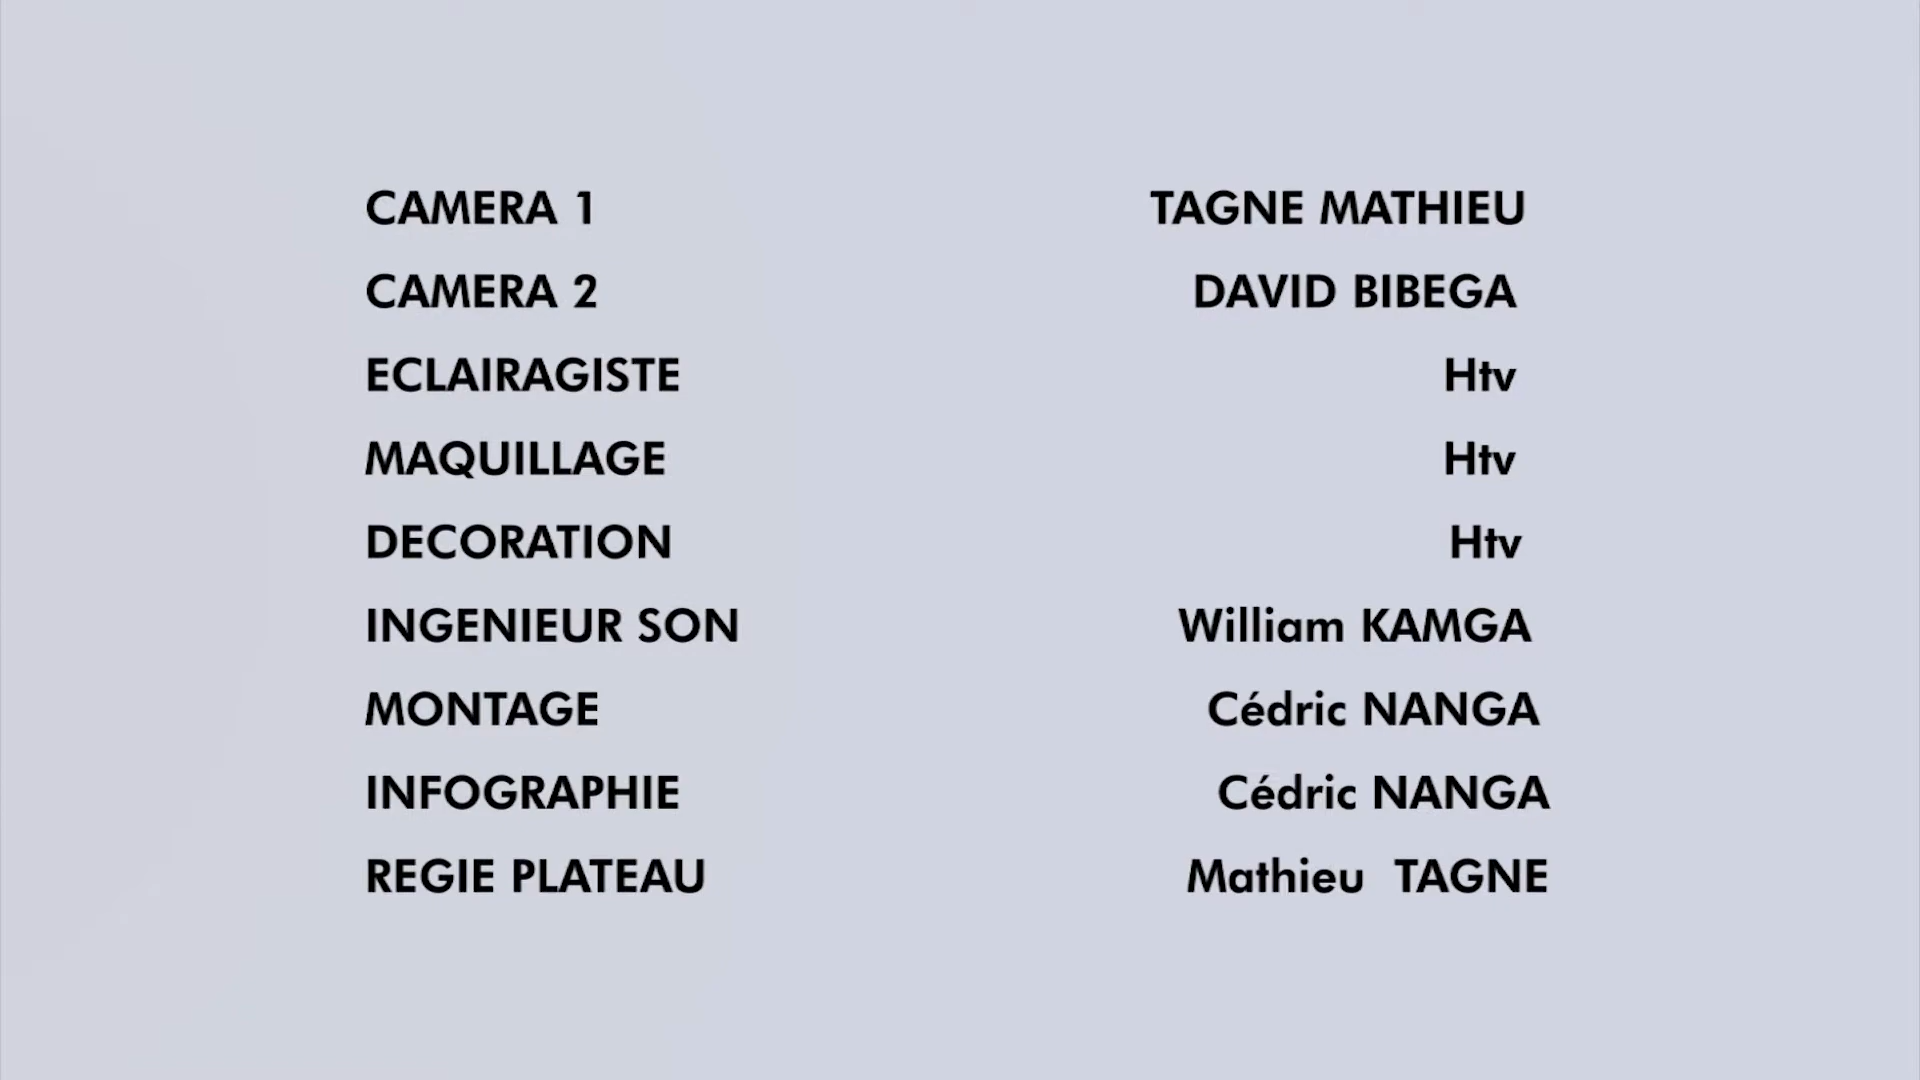 CAMERA 1 TAGNE MATHIEU
CAMERA 2 DAVID BIBEGA
ECLAIRAGISTE Htv
MAQUILLAGE Htv
DECORATION Htv
INGENIEUR SON William KAMGA
MONTAGE Cédric NANGA
INFOGRAPHIE Cédric NANGA
REGIE PLATEAU Mathieu TAGNE